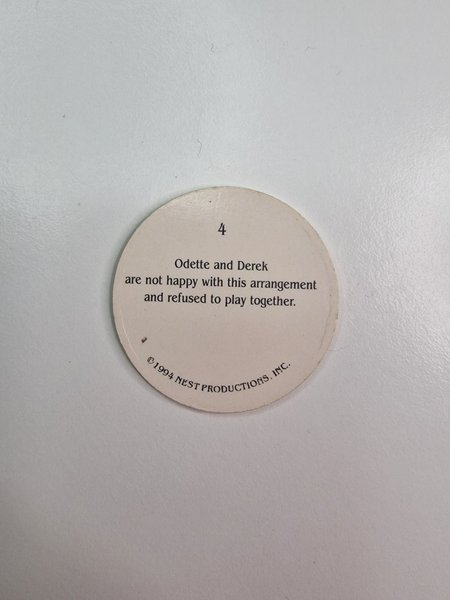 4
Odette and Derek
are not happy with this arrangement
and refused to play together.
©1994 NEST PRODUCTIONS, INC.